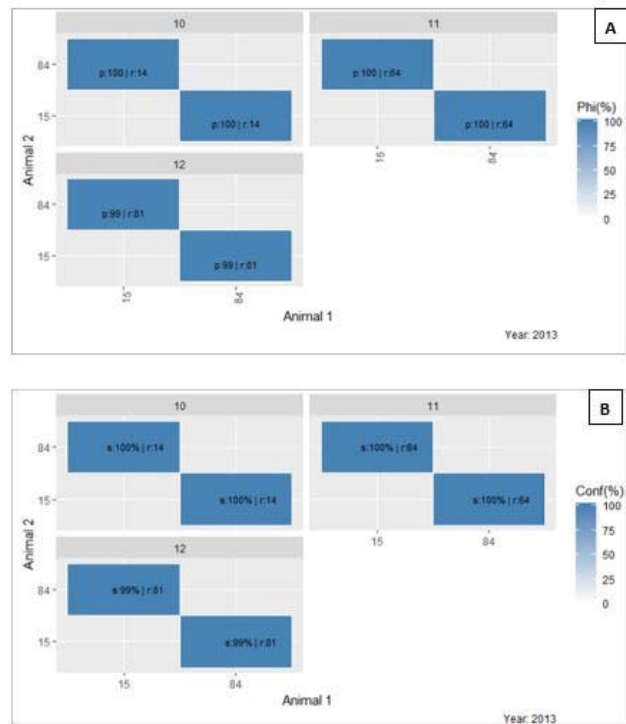 A
10 11
84
p:100 | r:14
p:100 | r:64
15
p:100 | r:14
p:100 | r:64
15
84
12
84
p:99 | r:81
15
p:99 | r:81
15 84
Animal 2
Animal 1
Phi(%)
100
75
50
25
0
Year: 2013
B
10 11
84
s:100% | r:14
s:100% | r:64
15
s:100% | r:14
s:100% | r:64
15 84
12
84
s:99% | r:81
15
s:99% | r:81
15 84
Animal 2
Animal 1
Conf(%)
100
75
50
25
0
Year: 2013